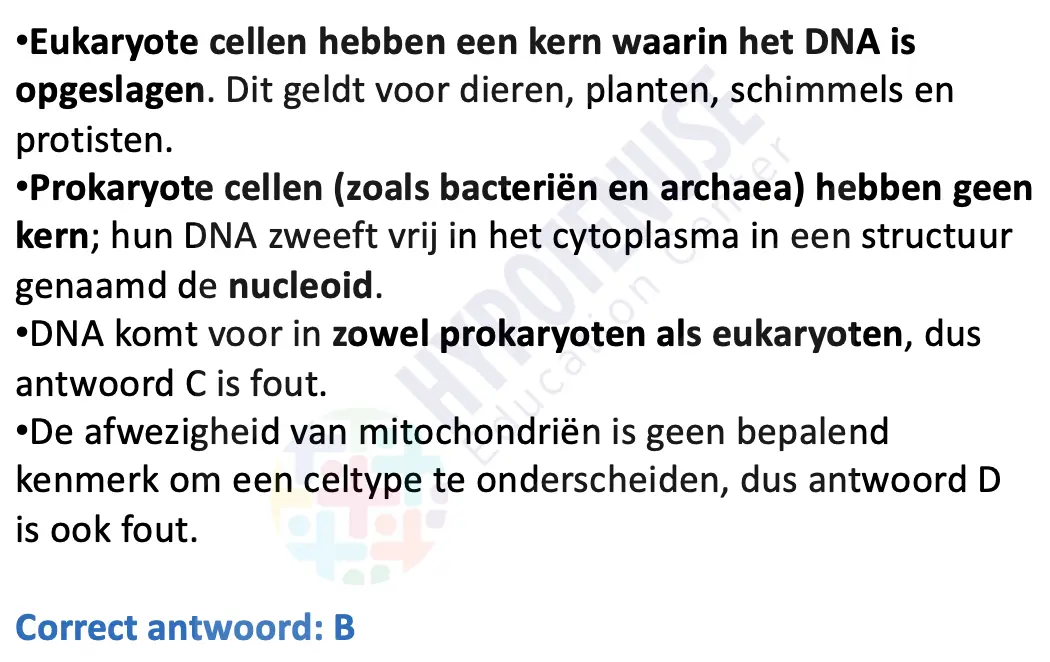 •Eukaryote cellen hebben een kern waarin het DNA is
opgeslagen. Dit geldt voor dieren, planten, schimmels en
protisten.
•Prokaryote cellen (zoals bacteriën en archaea) hebben geen
kern; hun DNA zweeft vrij in het cytoplasma in een structuur
genaamd de nucleoid.
•DNA komt voor in zowel prokaryoten als eukaryoten, dus
antwoord C is fout.
•De afwezigheid van mitochondriën is geen bepalend
kenmerk om een celtype te onderscheiden, dus antwoord D
is ook fout.
Correct antwoord: B
HYPOTENUSE
Education Center